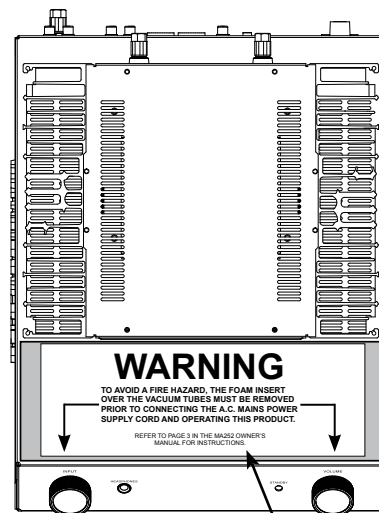 WARNING
TO AVOID A FIRE HAZARD, THE FOAM INSERT
OVER THE VACUUM TUBES MUST BE REMOVED
PRIOR TO CONNECTING THE A.C. MAINS POWER
SUPPLY CORD AND OPERATING THIS PRODUCT.
REFER TO PAGE 3 IN THE MA252 OWNER'S
MANUAL FOR INSTRUCTIONS.
INPUT
HEADPHONES
STANDBY
VOLUME